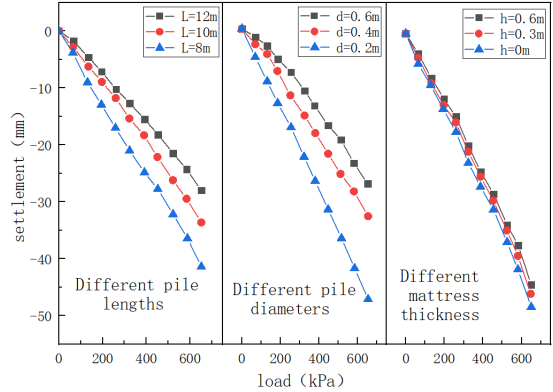 L=12m
L=10m
L=8m
d=0.6m
d=0.4m
d=0.2m
h=0.6m
h=0.3m
h=0m
0
-10
-20
-30
-40
-50
settlement（mm）
Different pile
lengths
Different pile
diameters
Different
mattress
thickness
0 200 400 600
0 200 400 600
0 200 400 600
load（kPa）